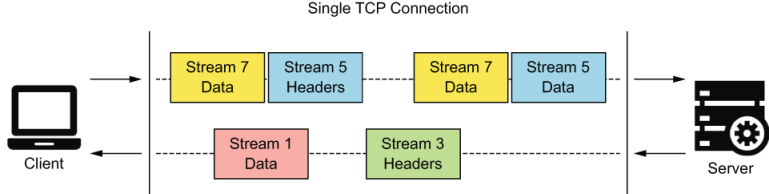 Single TCP Connection
Stream 7
Data
Stream 5
Headers
Stream 7
Data
Stream 5
Data
Client
Stream 1
Data
Stream 3
Headers
Server